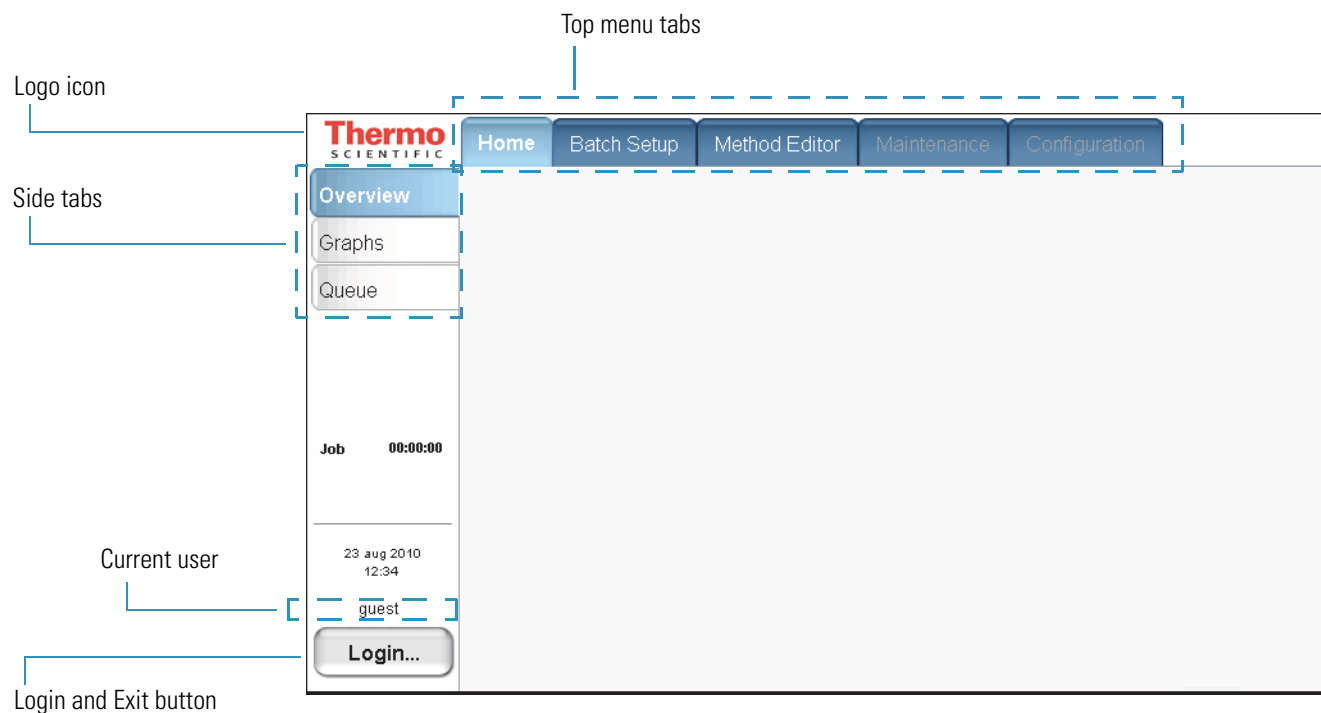 Top menu tabs
Logo icon
Thermo
SCIENTIFIC
Home Batch Setup Method Editor Maintenance Configuration
Side tabs
Overview
Graphs
Queue
Job 00:00:00
23 aug 2010
12:34
Current user
guest
Login...
Login and Exit button